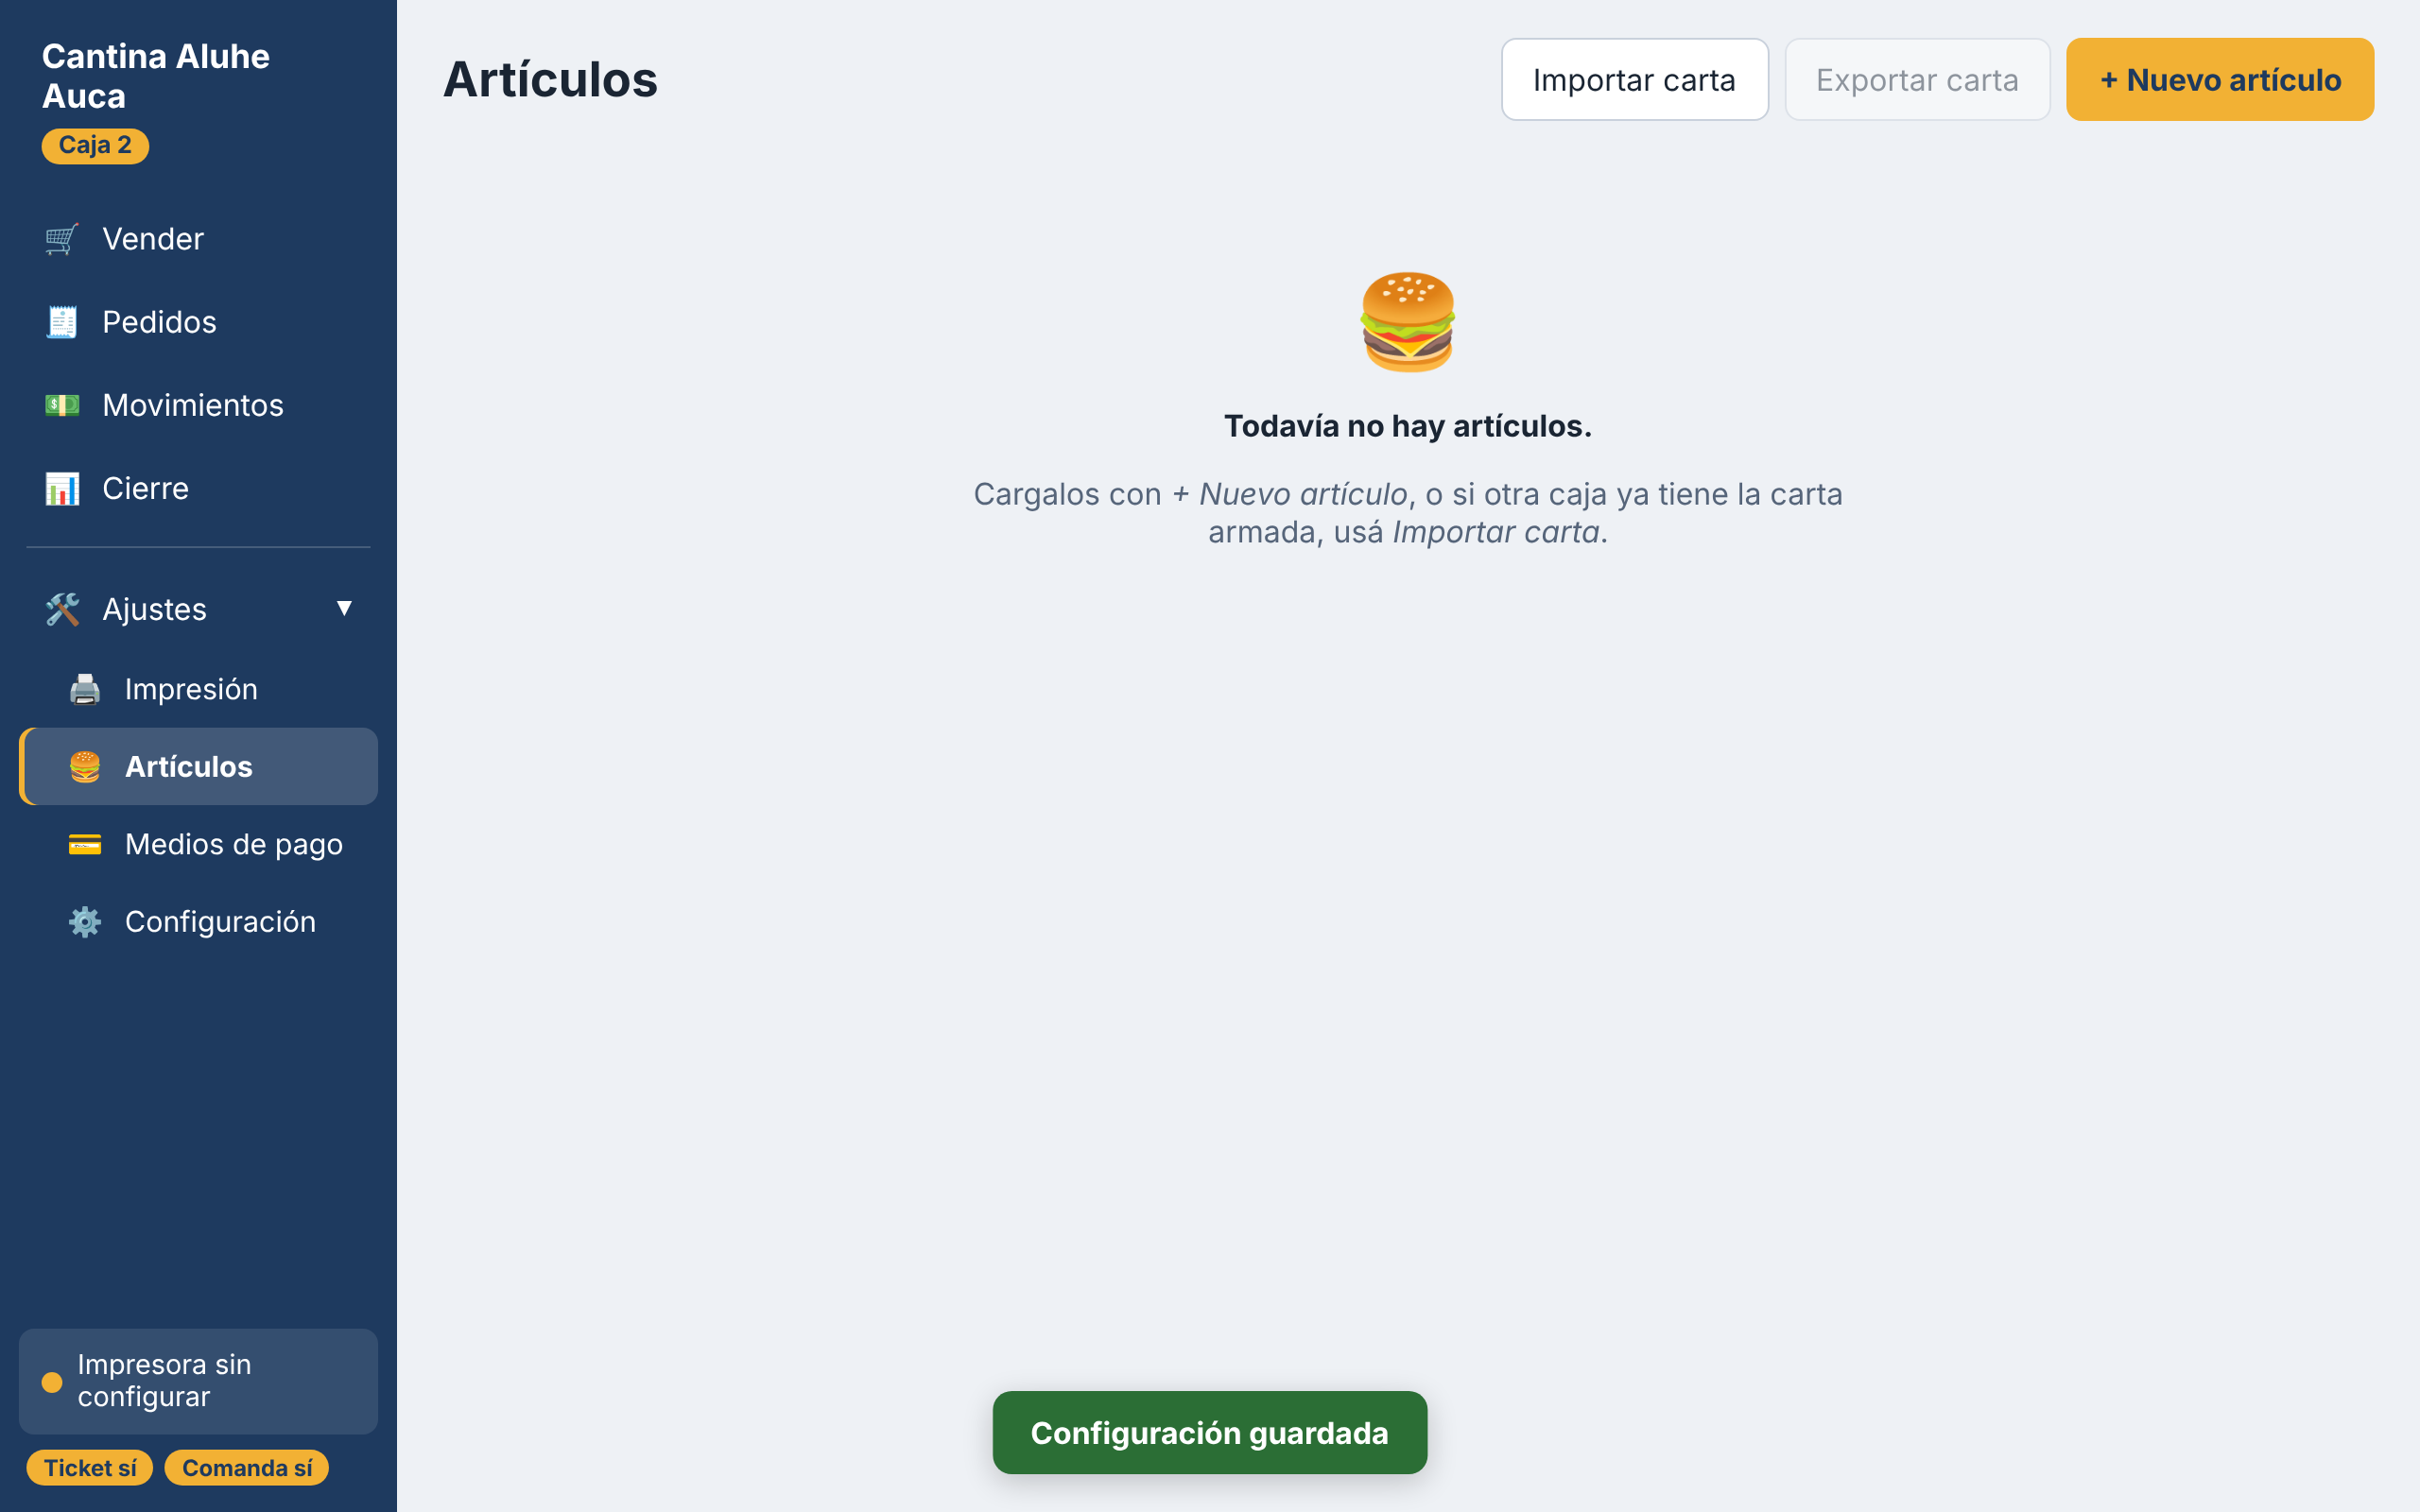 Cantina Aluhe
Auca
Caja 2
Vender
Pedidos
Movimientos
Cierre
Ajustes
Impresión
Artículos
Medios de pago
Configuración
Impresora sin
configurar
Ticket sí
Comanda sí
Artículos
Importar carta
Exportar carta
+ Nuevo artículo
Todavía no hay artículos.
Cargalos con + Nuevo artículo, o si otra caja ya tiene la carta
armada, usá Importar carta.
Configuración guardada